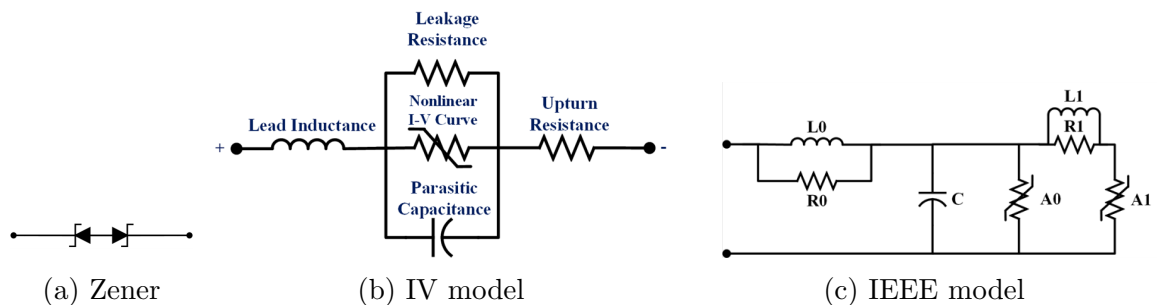 Leakage
Resistance
Nonlinear
I-V Curve
Lead Inductance
Upturn
Resistance
+
-
Parasitic
Capacitance
L0
R0
C
A0
L1
R1
A1
(a) Zener
(b) IV model
(c) IEEE model